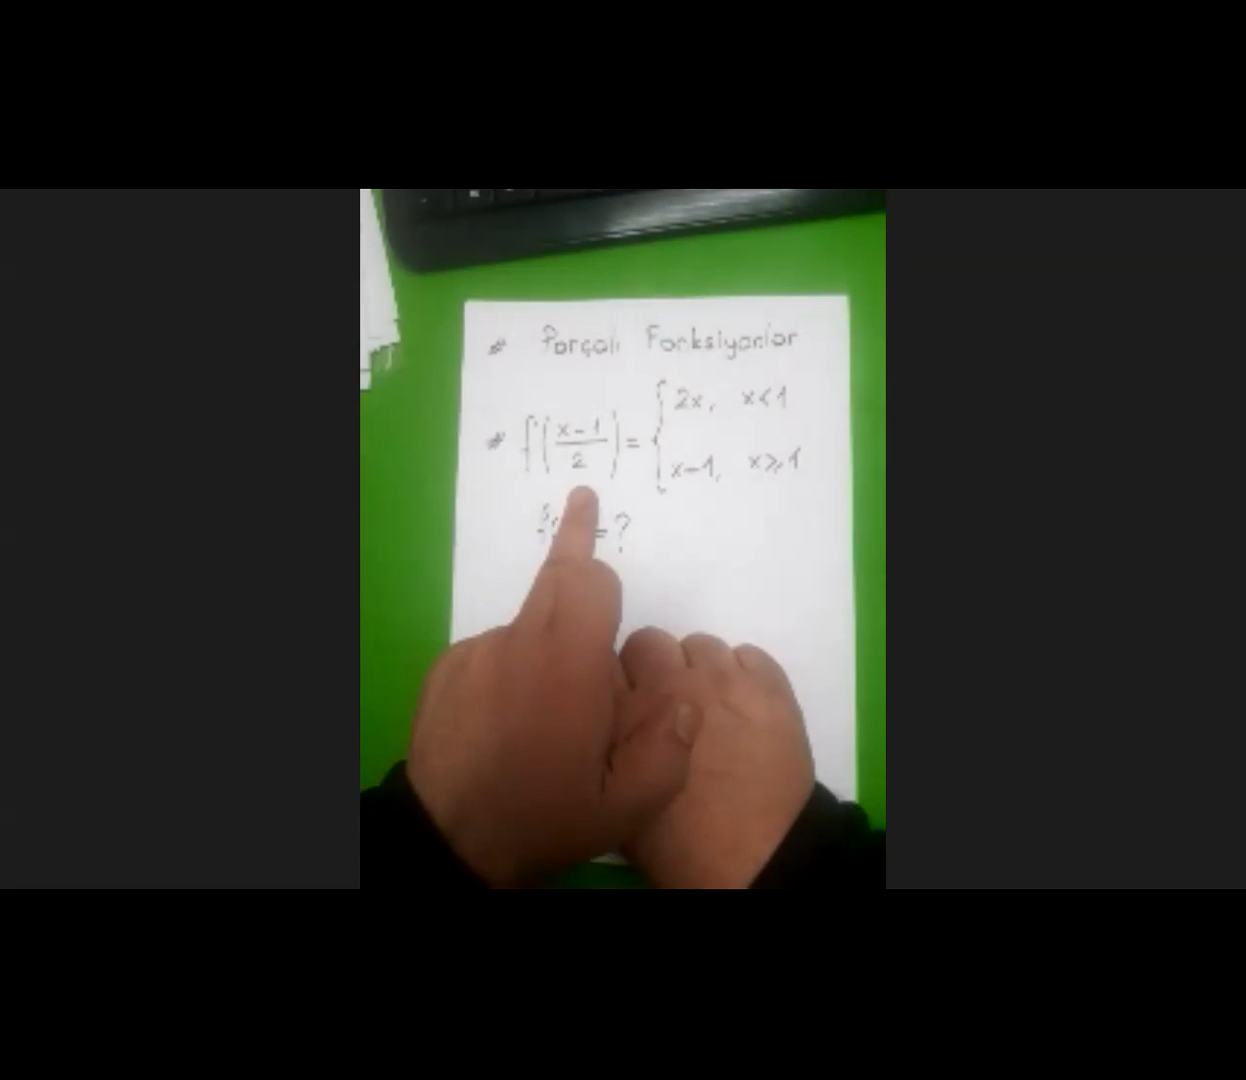 # Parçalı Fonksiyonlar
# f((x-1)/2) = { 2x, x<1
x-1, x≥1
f( = ?